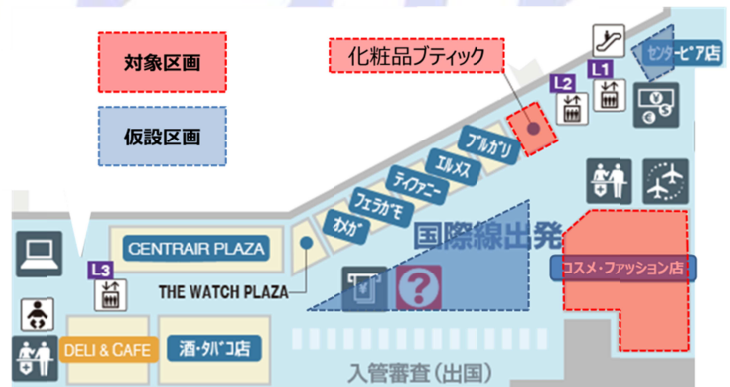 対象区画
仮設区画
化粧品ブティック
センターピア店
L1
L2
ブルガリ
エルメス
ティファニー
フェラガモ
オメガ
国際線出発
CENTRAIR PLAZA
THE WATCH PLAZA
コスメ・ファッション店
L3
DELI & CAFE
酒・タバコ店
入管審査(出国)
¥
$
€
¥
?